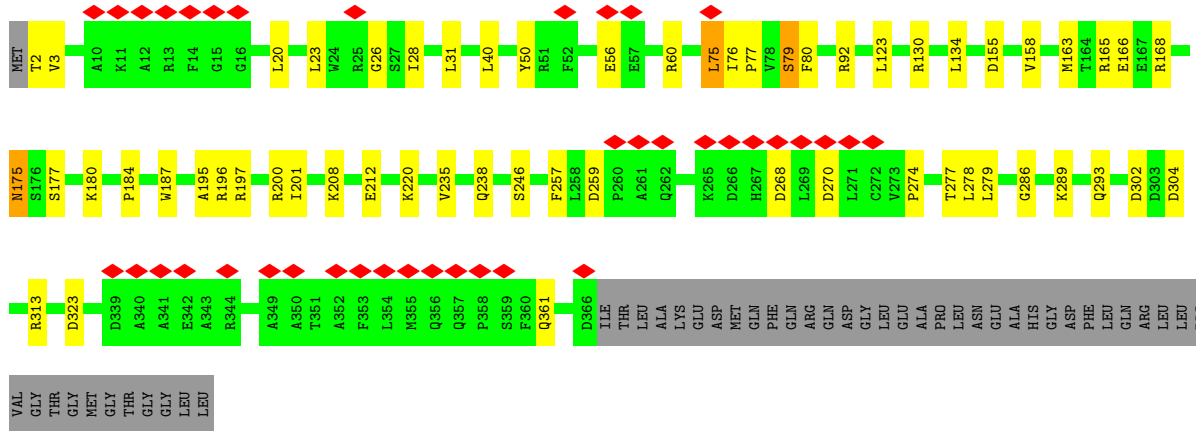 MET T2 V3 A10 K11 A12 R13 F14 G15 G16 L20 L23 W24 R25 G26 S27 I28 L31 L40 Y50 R51 F52 E56 E57 R60 L75 I76 P77 V78 S79 F80 R92 L123 R130 L134 D155 V158 M163 T164 R165 E166 E167 R168
N175 S176 S177 K180 P184 W187 A195 R196 R197 R200 I201 K208 E212 K220 V235 Q238 S246 F257 L258 D259 P260 A261 Q262 K265 D266 H267 D268 L269 D270 L271 C272 V273 P274 T277 L278 L279 G286 K289 Q293 D302 D303 D304
R313 D323 D339 A340 A341 E342 A343 R344 A349 A350 T351 A352 F353 L354 M355 Q356 Q357 P358 S359 F360 Q361 D366 ILE THR LEU ALA LYS GLU ASP MET GLN PHE GLN ARG GLN ASP GLY LEU GLU ALA PRO LEU ASN GLU ALA HIS GLY ASP PHE LEU GLN ARG LEU LEU
VAL GLY THR GLY MET GLY THR GLY GLY LEU LEU